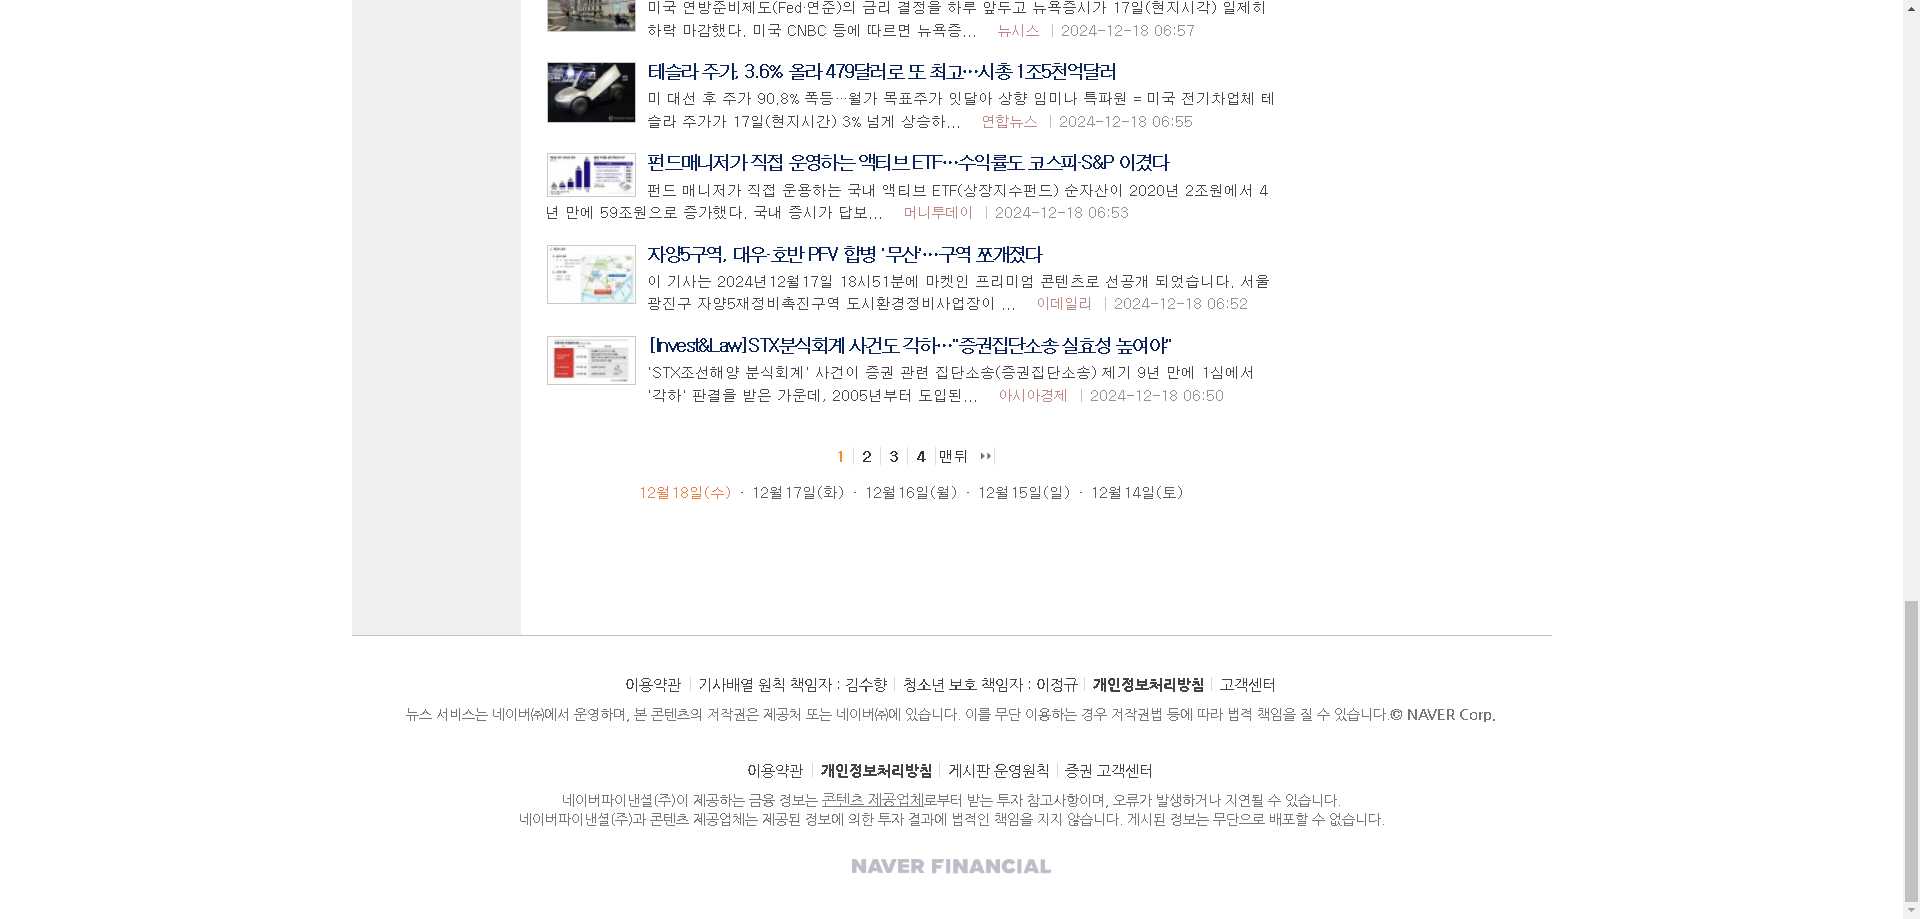 미국 연방준비제도(Fed·연준)의 금리 결정을 하루 앞두고 뉴욕증시가 17일(현지시각) 일제히
하락 마감했다. 미국 CNBC 등에 따르면 뉴욕증... 뉴시스 | 2024-12-18 06:57
테슬라 주가, 3.6% 올라 479달러로 또 최고…시총 1조5천억달러
미 대선 후 주가 90.8% 폭등…월가 목표주가 잇달아 상향 임미나 특파원 = 미국 전기차업체 테
슬라 주가가 17일(현지시간) 3% 넘게 상승하... 연합뉴스 | 2024-12-18 06:55
펀드매니저가 직접 운영하는 액티브 ETF…수익률도 코스피·S&P 이겼다
펀드 매니저가 직접 운용하는 국내 액티브 ETF(상장지수펀드) 순자산이 2020년 2조원에서 4
년 만에 59조원으로 증가했다. 국내 증시가 답보... 머니투데이 | 2024-12-18 06:53
자양5구역, 대우·호반 PFV 합병 '무산'…구역 쪼개졌다
이 기사는 2024년12월17일 18시51분에 마켓인 프리미엄 콘텐츠로 선공개 되었습니다. 서울
광진구 자양5재정비촉진구역 도시환경정비사업장이 ... 이데일리 | 2024-12-18 06:52
[Invest&Law]STX분식회계 사건도 각하…"증권집단소송 실효성 높여야"
'STX조선해양 분식회계' 사건이 증권 관련 집단소송(증권집단소송) 제기 9년 만에 1심에서
'각하' 판결을 받은 가운데, 2005년부터 도입된... 아시아경제 | 2024-12-18 06:50
1 2 3 4 맨뒤
12월18일(수) · 12월17일(화) · 12월16일(월) · 12월15일(일) · 12월14일(토)
이용약관 | 기사배열 원칙 책임자 : 김수향 | 청소년 보호 책임자 : 이정규 | 개인정보처리방침 | 고객센터
뉴스 서비스는 네이버㈜에서 운영하며, 본 콘텐츠의 저작권은 제공처 또는 네이버㈜에 있습니다. 이를 무단 이용하는 경우 저작권법 등에 따라 법적 책임을 질 수 있습니다.© NAVER Corp.
이용약관 | 개인정보처리방침 | 게시판 운영원칙 | 증권 고객센터
네이버파이낸셜(주)이 제공하는 금융 정보는 콘텐츠 제공업체로부터 받는 투자 참고사항이며, 오류가 발생하거나 지연될 수 있습니다.
네이버파이낸셜(주)과 콘텐츠 제공업체는 제공된 정보에 의한 투자 결과에 법적인 책임을 지지 않습니다. 게시된 정보는 무단으로 배포할 수 없습니다.
NAVER FINANCIAL